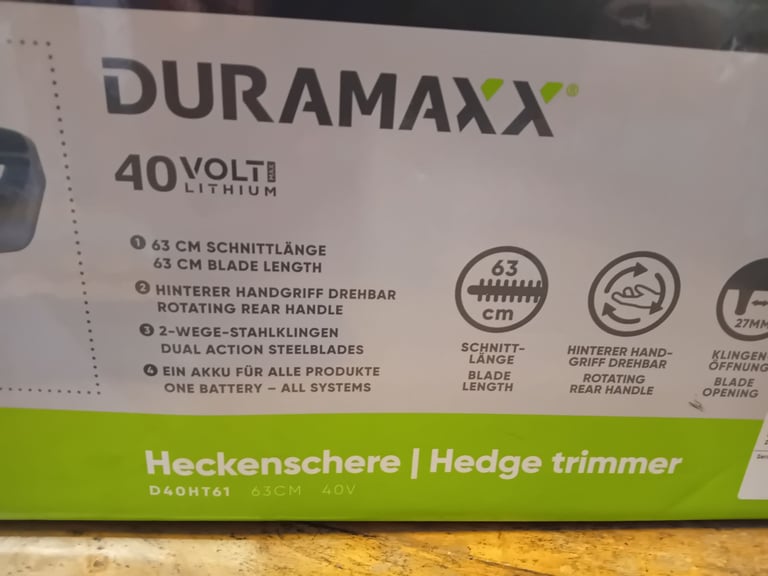 DURAMAXX®
40 VOLT MAX
LITHIUM
1 63 CM SCHNITTLÄNGE
63 CM BLADE LENGTH
2 HINTERER HANDGRIFF DREHBAR
ROTATING REAR HANDLE
3 2-WEGE-STAHLKLINGEN
DUAL ACTION STEELBLADES
4 EIN AKKU FÜR ALLE PRODUKTE
ONE BATTERY – ALL SYSTEMS
63
cm
SCHNITT-
LÄNGE
BLADE
LENGTH
HINTERER HAND-
GRIFF DREHBAR
ROTATING
REAR HANDLE
27MM
KLINGEN
ÖFFNUNG
BLADE
OPENING
Heckenschere | Hedge trimmer
D40HT61 63CM 40V